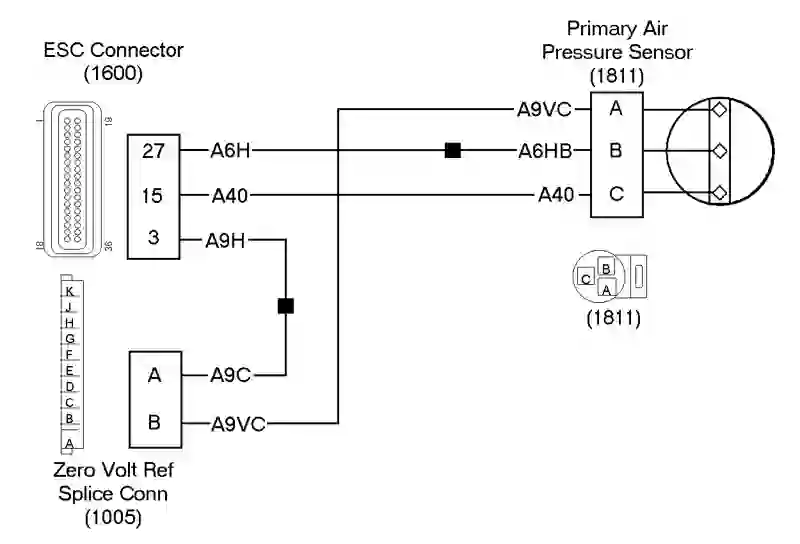 Primary Air
Pressure Sensor
(1811)
ESC Connector
(1600)
1
19
18
36
27
15
3
A6H
A40
A9H
A9VC
A6HB
A40
A
B
C
C
B
A
(1811)
K
J
H
G
F
E
D
C
B
A
A
B
A9C
A9VC
Zero Volt Ref
Splice Conn
(1005)